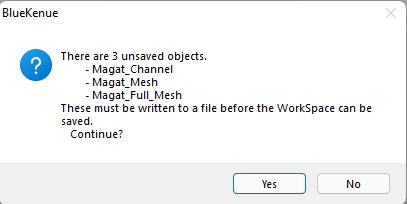 BlueKenue
There are 3 unsaved objects.
- Magat_Channel
- Magat_Mesh
- Magat_Full_Mesh
These must be written to a file before the WorkSpace can be
saved.
Continue?
Yes No